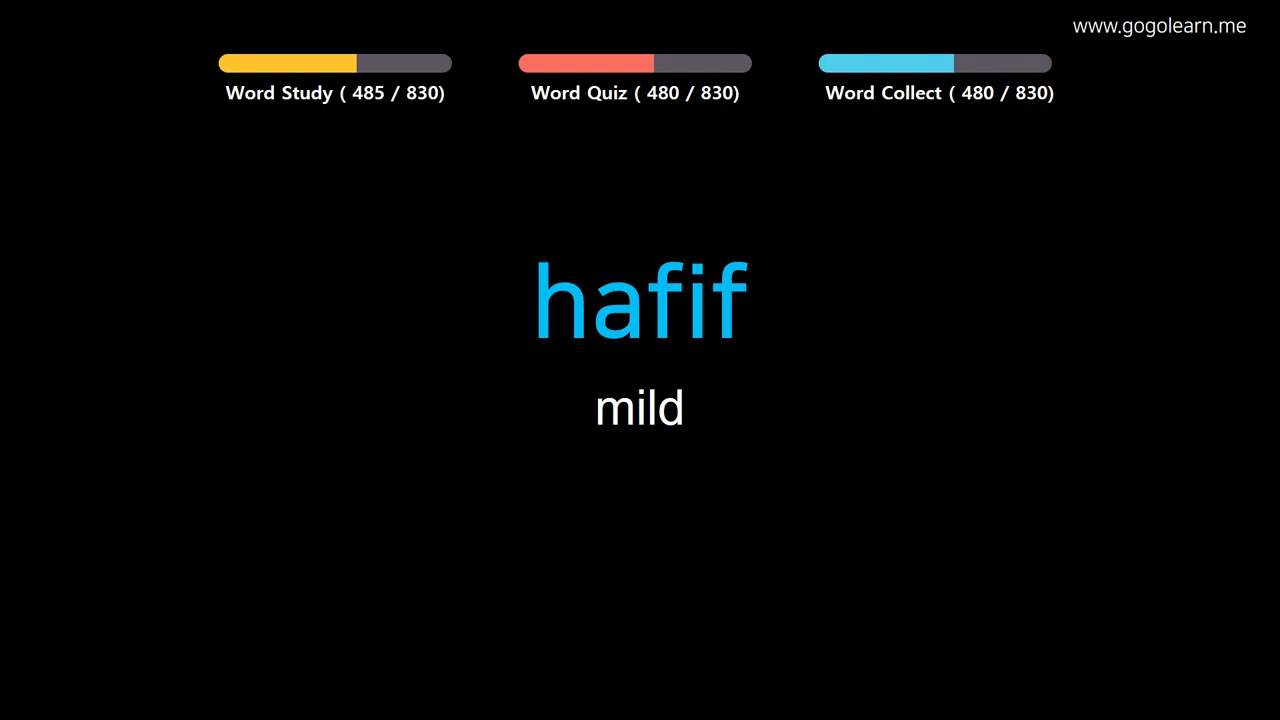 www.gogolearn.me
Word Study ( 485 / 830)
Word Quiz ( 480 / 830)
Word Collect ( 480 / 830)
hafif
mild